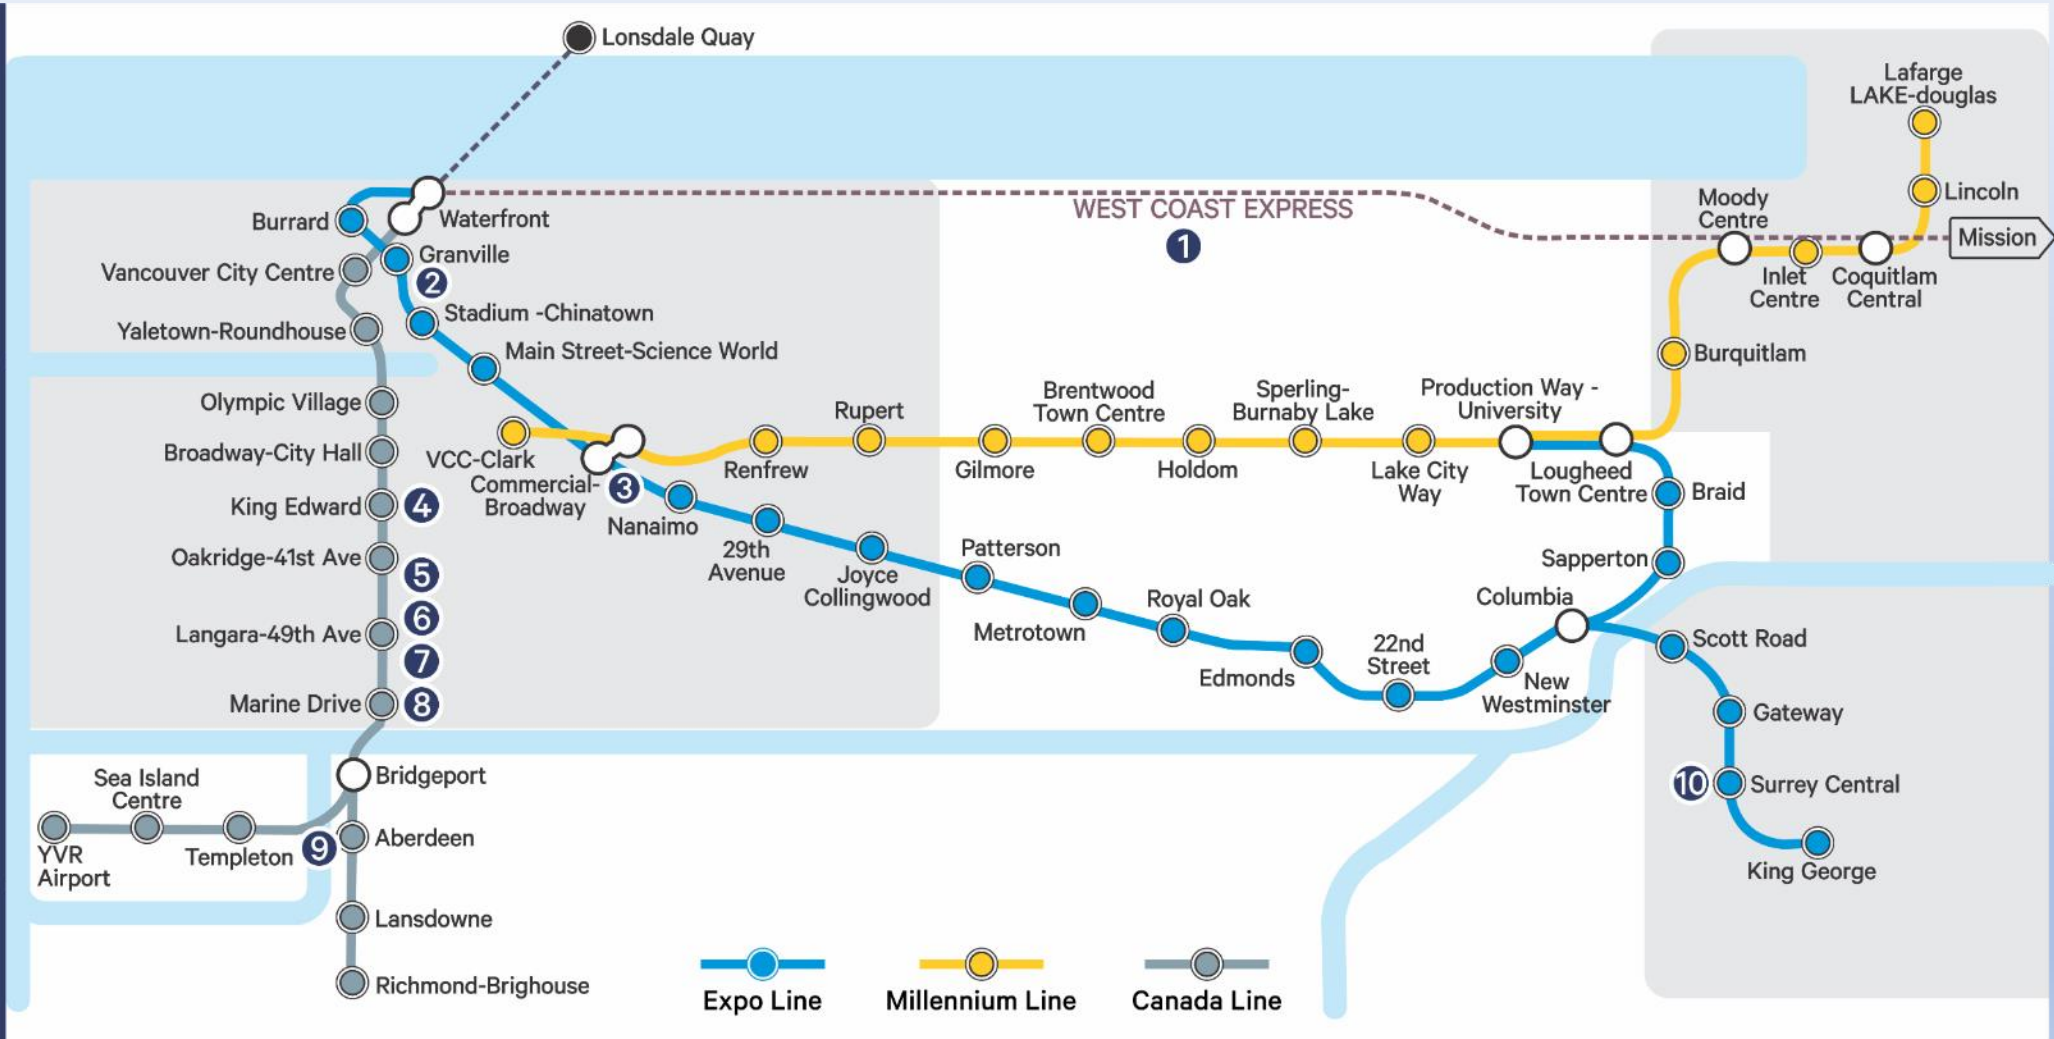 Lonsdale Quay
Lafarge
LAKE-douglas
Lincoln
Moody
Centre
Mission
WEST COAST EXPRESS
1
Inlet
Centre
Coquitlam
Central
Burrard
Waterfront
Granville
2
Vancouver City Centre
Stadium -Chinatown
Yaletown-Roundhouse
Main Street-Science World
Burquitlam
Olympic Village
Broadway-City Hall
King Edward
4
Oakridge-41st Ave
5
6
Langara-49th Ave
7
Marine Drive
8
VCC-Clark
Commercial-
Broadway
3
Renfrew
Rupert
Gilmore
Brentwood
Town Centre
Holdom
Sperling-
Burnaby Lake
Lake City
Way
Production Way -
University
Lougheed
Town Centre
Braid
Sapperton
Columbia
Nanaimo
29th
Avenue
Joyce
Collingwood
Patterson
Metrotown
Royal Oak
Edmonds
22nd
Street
New
Westminster
Scott Road
Gateway
10
Surrey Central
King George
Bridgeport
Sea Island
Centre
YVR
Airport
Templeton
9
Aberdeen
Lansdowne
Richmond-Brighouse
Expo Line
Millennium Line
Canada Line